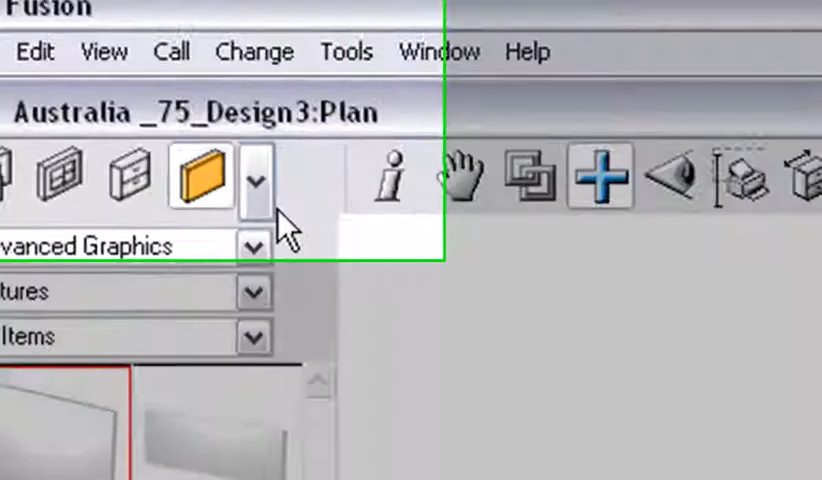 Fusion
Edit View Call Change Tools Window Help
Australia _75_Design3:Plan
vanced Graphics
tures
Items